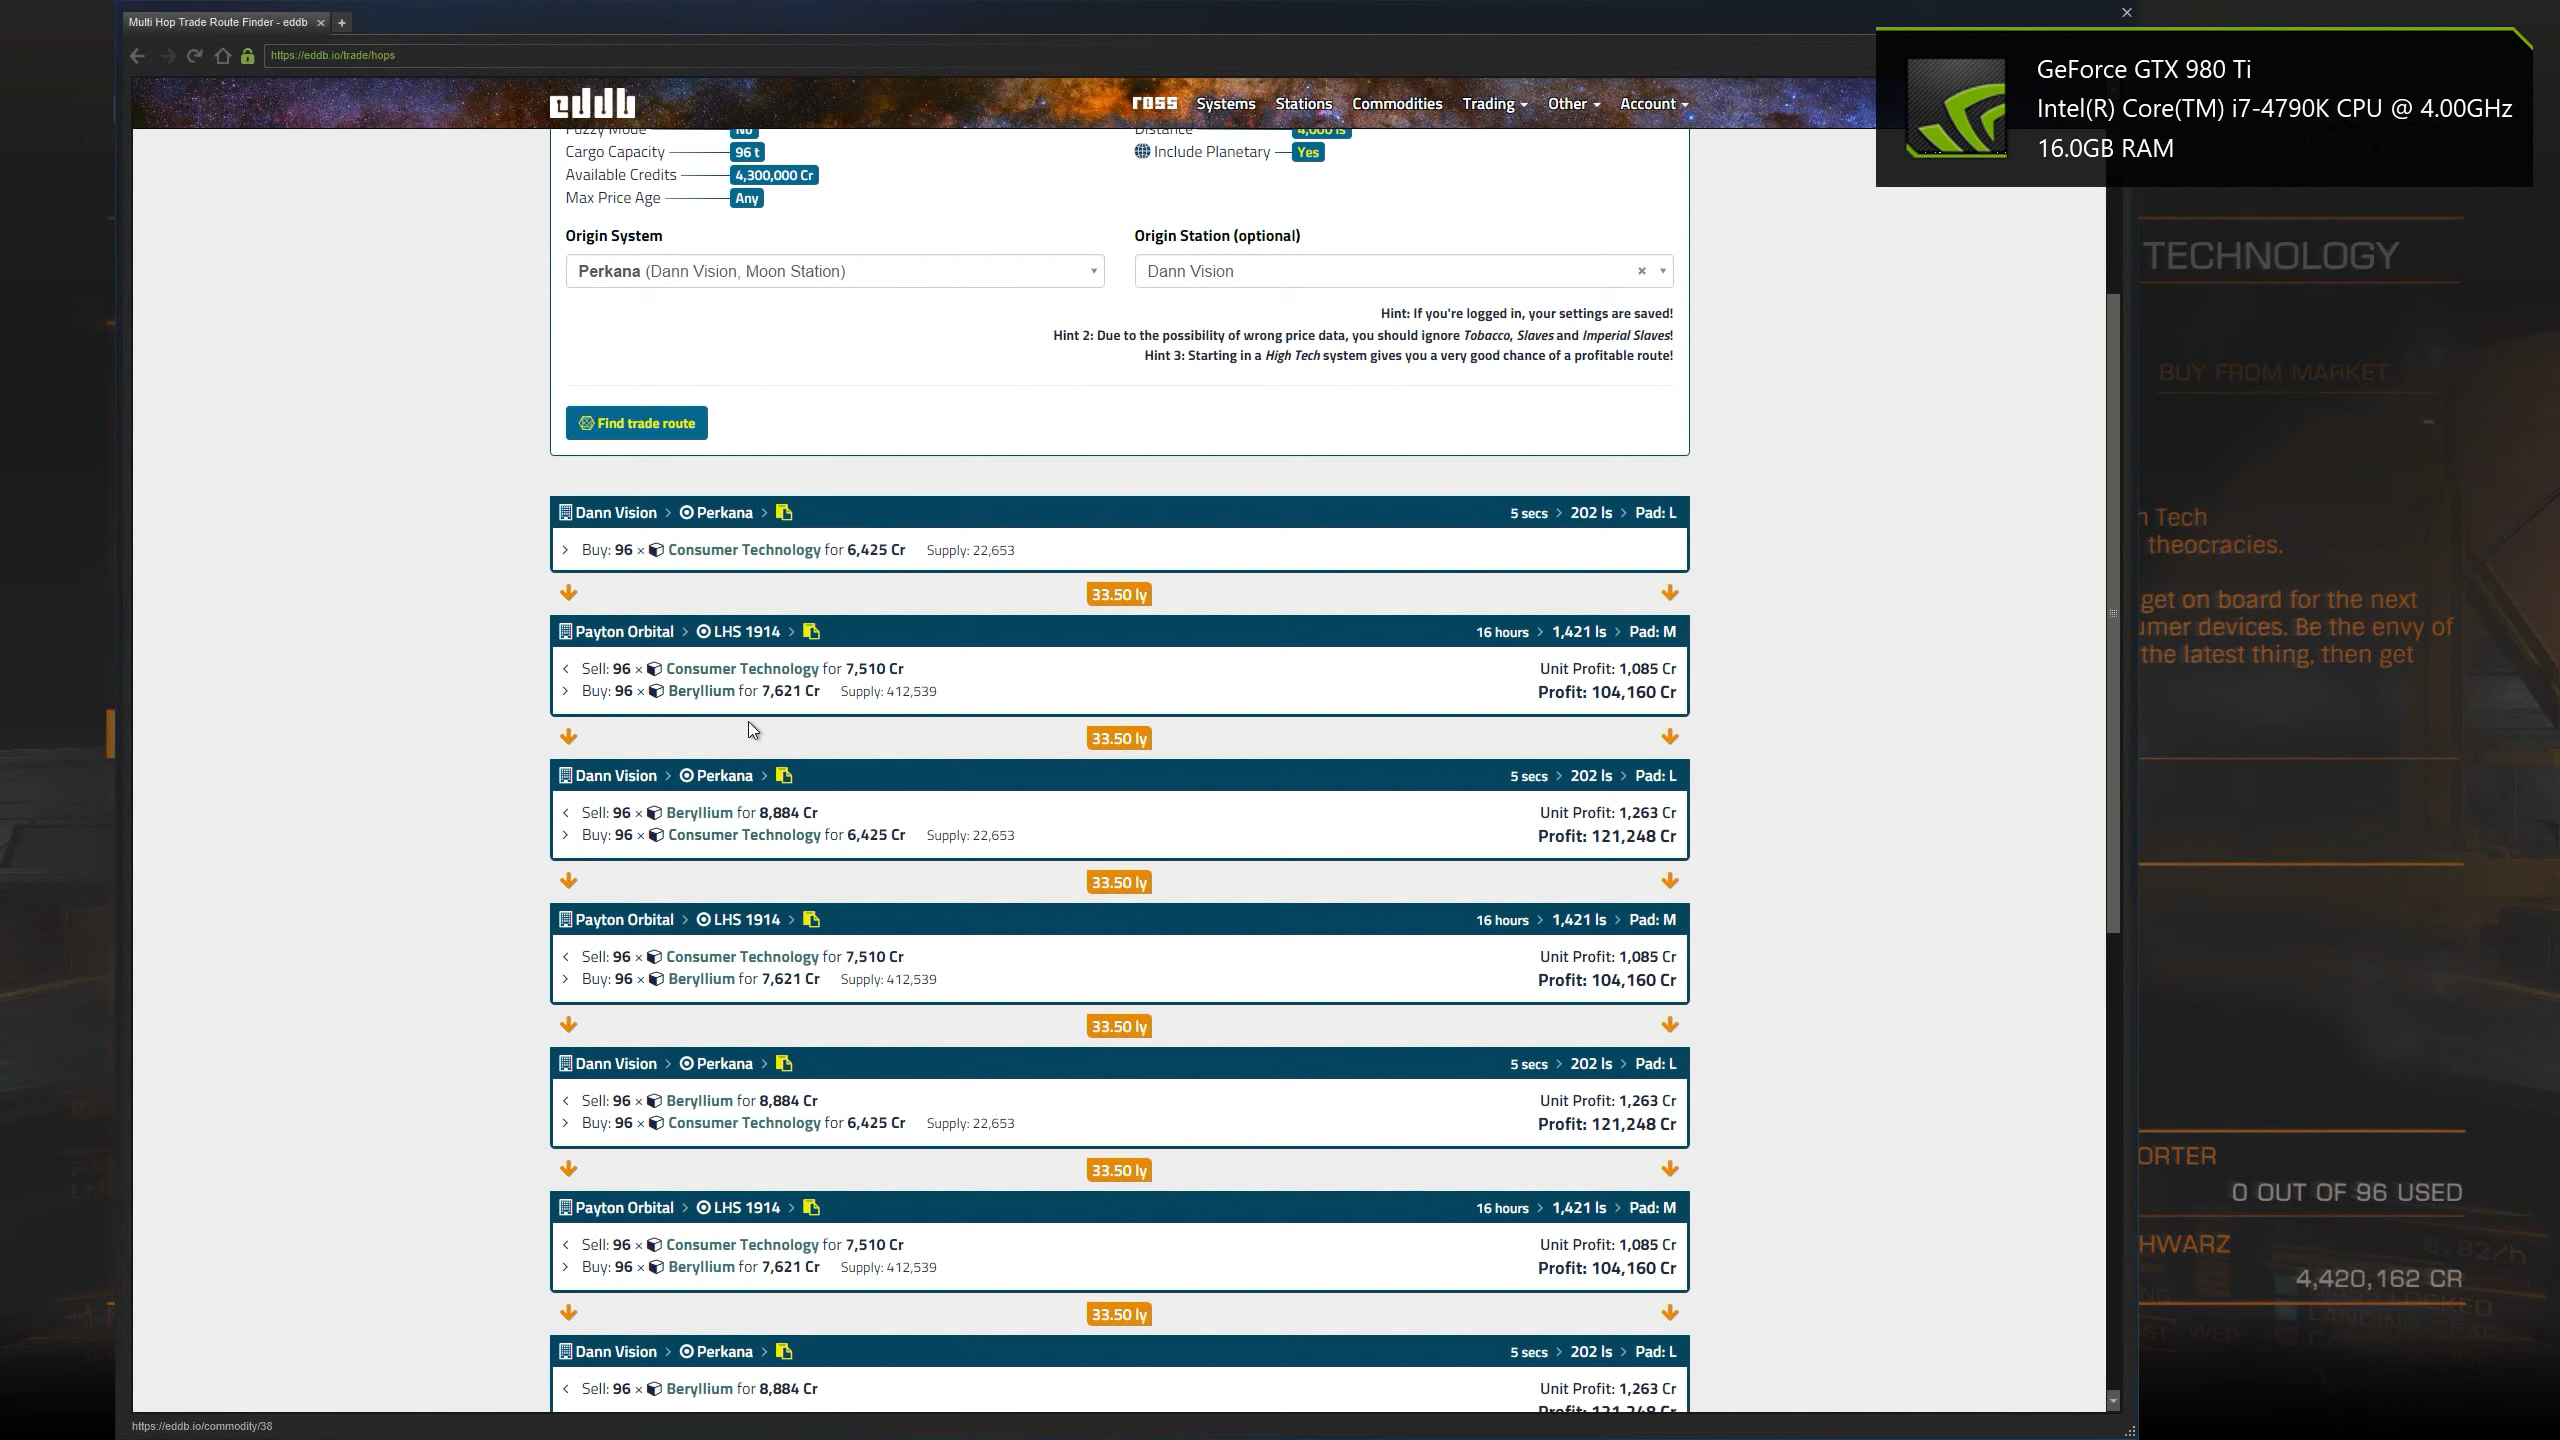 Multi Hop Trade Route Finder - eddb
https://eddb.io/trade/hops
GeForce GTX 980 Ti
Intel(R) Core(TM) i7-4790K CPU @ 4.00GHz
16.0GB RAM
eddb
ross Systems Stations Commodities Trading Other Account
Fuzzy Mode No
Distance 4,000 ls
Cargo Capacity 96 t
Include Planetary Yes
Available Credits 4,300,000 Cr
Max Price Age Any
Origin System
Origin Station (optional)
Perkana (Dann Vision, Moon Station)
Dann Vision
Hint: If you're logged in, your settings are saved!
Hint 2: Due to the possibility of wrong price data, you should ignore Tobacco, Slaves and Imperial Slaves!
Hint 3: Starting in a High Tech system gives you a very good chance of a profitable route!
Find trade route
Dann Vision > Perkana > 5 secs > 202 ls > Pad: L
> Buy: 96 × Consumer Technology for 6,425 Cr Supply: 22,653
33.50 ly
Payton Orbital > LHS 1914 > 16 hours > 1,421 ls > Pad: M
< Sell: 96 × Consumer Technology for 7,510 Cr Unit Profit: 1,085 Cr
> Buy: 96 × Beryllium for 7,621 Cr Supply: 412,539 Profit: 104,160 Cr
33.50 ly
Dann Vision > Perkana > 5 secs > 202 ls > Pad: L
< Sell: 96 × Beryllium for 8,884 Cr Unit Profit: 1,263 Cr
> Buy: 96 × Consumer Technology for 6,425 Cr Supply: 22,653 Profit: 121,248 Cr
33.50 ly
Payton Orbital > LHS 1914 > 16 hours > 1,421 ls > Pad: M
< Sell: 96 × Consumer Technology for 7,510 Cr Unit Profit: 1,085 Cr
> Buy: 96 × Beryllium for 7,621 Cr Supply: 412,539 Profit: 104,160 Cr
33.50 ly
Dann Vision > Perkana > 5 secs > 202 ls > Pad: L
< Sell: 96 × Beryllium for 8,884 Cr Unit Profit: 1,263 Cr
> Buy: 96 × Consumer Technology for 6,425 Cr Supply: 22,653 Profit: 121,248 Cr
33.50 ly
Payton Orbital > LHS 1914 > 16 hours > 1,421 ls > Pad: M
< Sell: 96 × Consumer Technology for 7,510 Cr Unit Profit: 1,085 Cr
> Buy: 96 × Beryllium for 7,621 Cr Supply: 412,539 Profit: 104,160 Cr
33.50 ly
Dann Vision > Perkana > 5 secs > 202 ls > Pad: L
< Sell: 96 × Beryllium for 8,884 Cr Unit Profit: 1,263 Cr
Profit: 121,248 Cr
https://eddb.io/commodity/38
TECHNOLOGY
BUY FROM MARKET
Tech
theocracies.
get on board for the next
umer devices. Be the envy of
the latest thing, then get
ORTER
0 OUT OF 96 USED
HWARZ
4,420,162 CR
LOCKED
LANDING GEAR